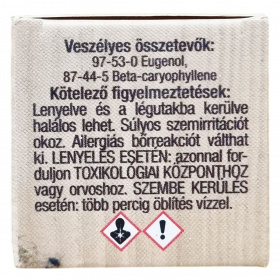 Veszélyes összetevők:
97-53-0 Eugenol,
87-44-5 Beta-caryophyllene
Kötelező figyelmeztetések:
Lenyelve és a légutakba kerülve
halálos lehet. Súlyos szemirritációt
okoz. Ailergiás bőrreakciót válthat
ki. LENYELÉS ESETÉN: azonnal for-
duljon TOXIKOLÓGIAI KÖZPONTHOZ
vagy orvoshoz. SZEMBE KERÜLÉS
esetén: több percig öblítés vízzel.